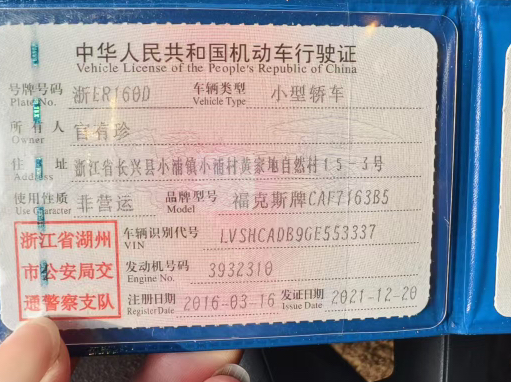 中华人民共和国机动车行驶证
Vehicle License of the People's Republic of China
号牌号码 浙ER160D 车辆类型 小型轿车
Plate No. Vehicle Type
所有人 官有珍
Owner
住址 浙江省长兴县小浦镇小浦村黄家地自然村15-3号
Address
使用性质 非营运 品牌型号 福克斯牌CAF7163B5
Use Character Model
浙江省湖州
市公安局交
通警察支队
车辆识别代号 LVSHCADB9GE553337
VIN
发动机号码 3932310
Engine No.
注册日期 2016-03-16 发证日期 2021-12-20
Register Date Issue Date